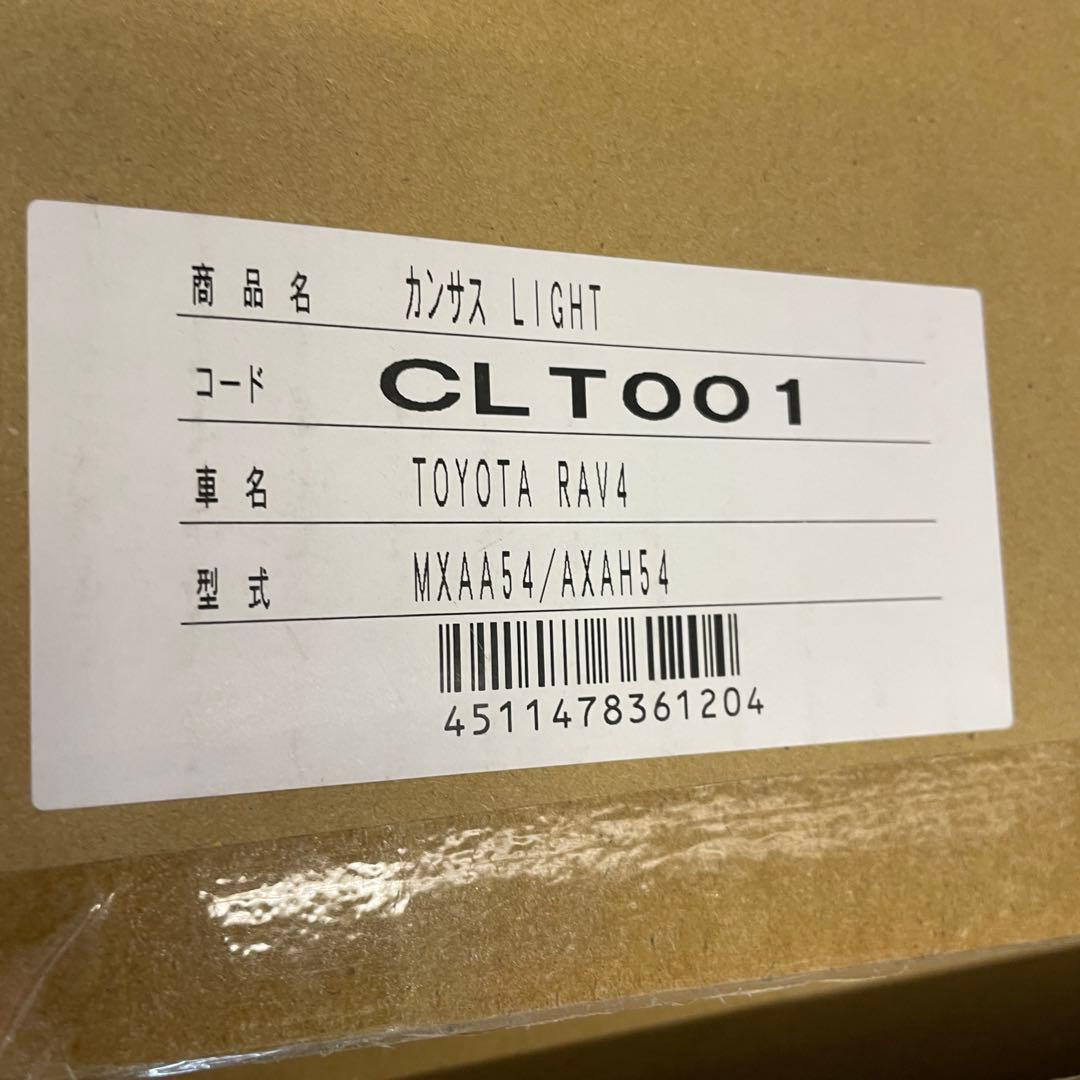 商品名 カンサス LIGHT
コード CLT001
車名 TOYOTA RAV4
型式 MXAA54/AXAH54
4511478361204